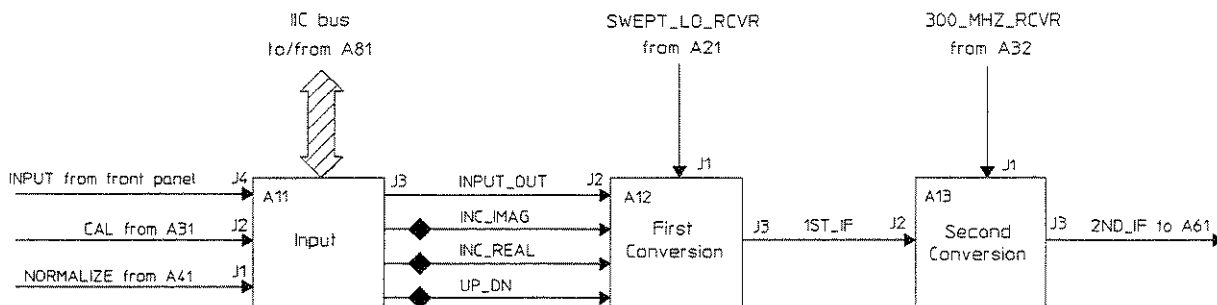 IIC bus
to/from A81
SWEPT_LO_RCVR
from A21
300_MHZ_RCVR
from A32
J1
J1
INPUT from front panel
J4
A11
J3
INPUT_OUT
J2
A12
A13
CAL from A31
J2
Input
INC_IMAG
First
Conversion
J3
1ST_IF
J2
Second
Conversion
J3
2ND_IF to A61
INC_REAL
NORMALIZE from A41
J1
UP_DN